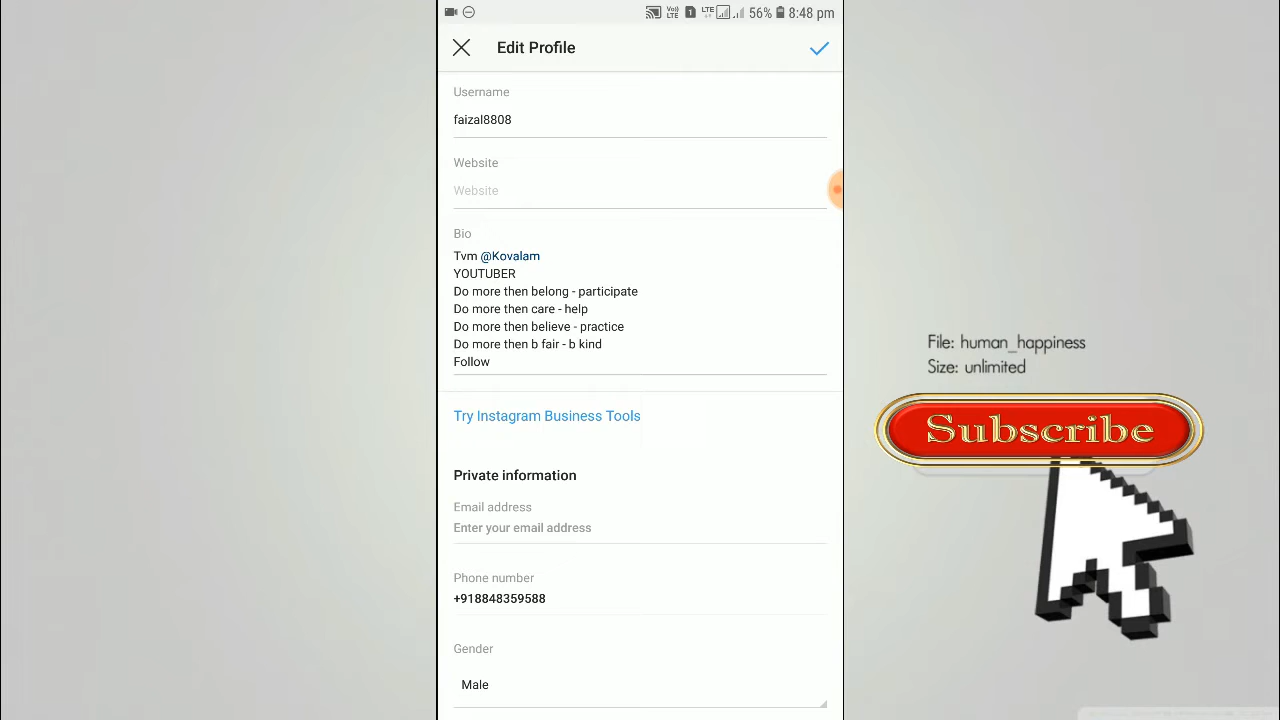 VoLTE 1 LTE 56% 8:48 pm
Edit Profile
Username
faizal8808
Website
Website
Bio
Tvm @Kovalam
YOUTUBER
Do more then belong - participate
Do more then care - help
Do more then believe - practice
Do more then b fair - b kind
Follow
Try Instagram Business Tools
Private information
Email address
Enter your email address
Phone number
+918848359588
Gender
Male
File: human_happiness
Size: unlimited
Subscribe